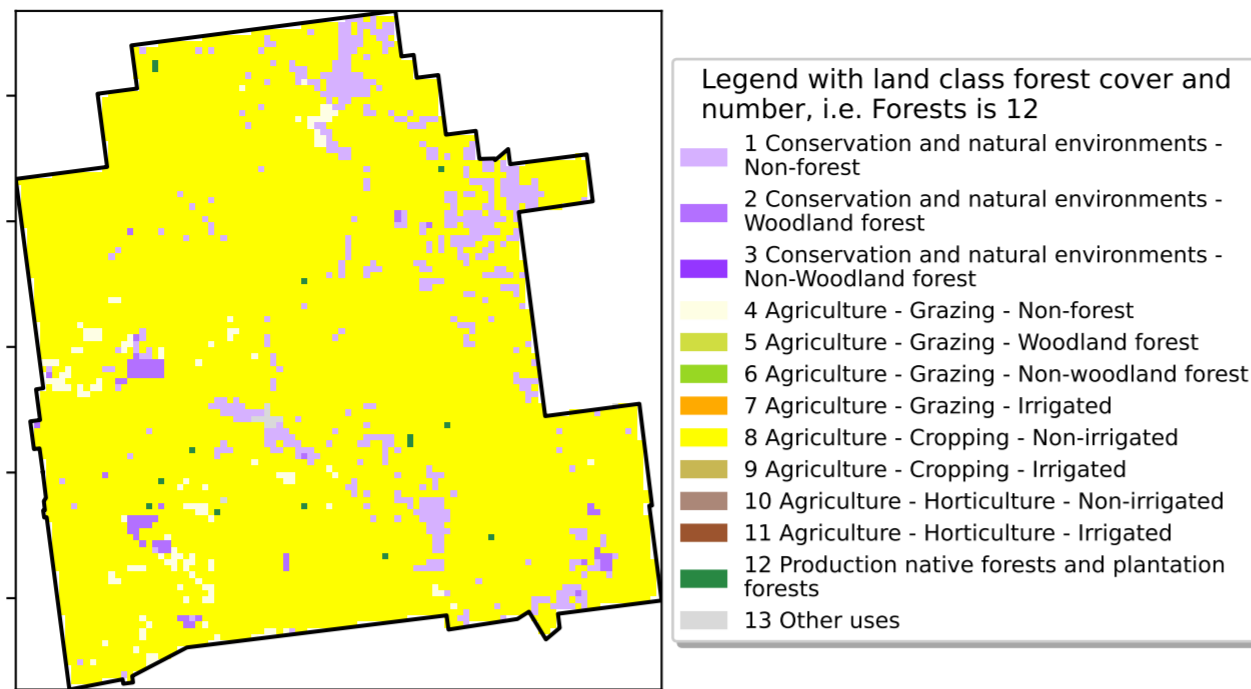 Legend with land class forest cover and
number, i.e. Forests is 12
1 Conservation and natural environments -
Non-forest
2 Conservation and natural environments -
Woodland forest
3 Conservation and natural environments -
Non-Woodland forest
4 Agriculture - Grazing - Non-forest
5 Agriculture - Grazing - Woodland forest
6 Agriculture - Grazing - Non-woodland forest
7 Agriculture - Grazing - Irrigated
8 Agriculture - Cropping - Non-irrigated
9 Agriculture - Cropping - Irrigated
10 Agriculture - Horticulture - Non-irrigated
11 Agriculture - Horticulture - Irrigated
12 Production native forests and plantation
forests
13 Other uses